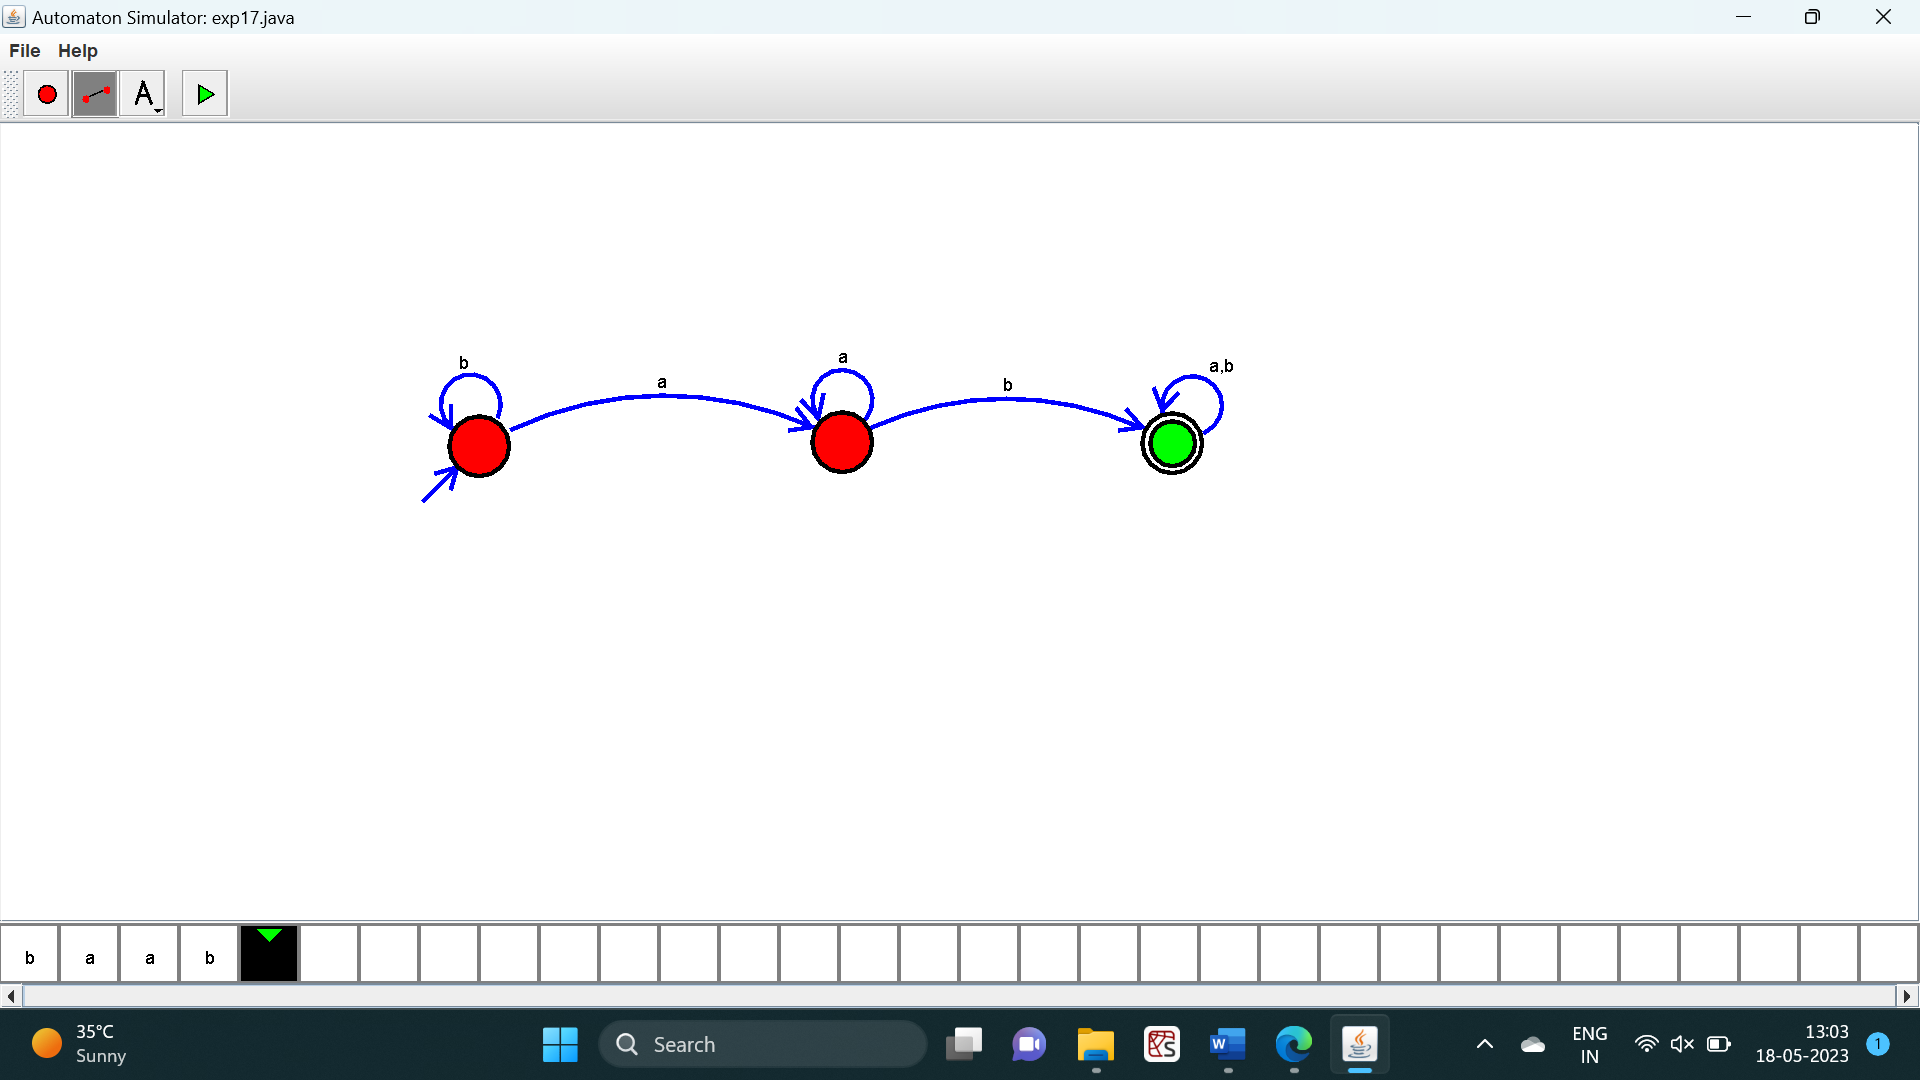 Automaton Simulator: exp17.java
File Help
A
b
a
a
b
a,b
b a a b
35°C
Sunny
Search
W
S
ENG
IN
13:03
18-05-2023
1